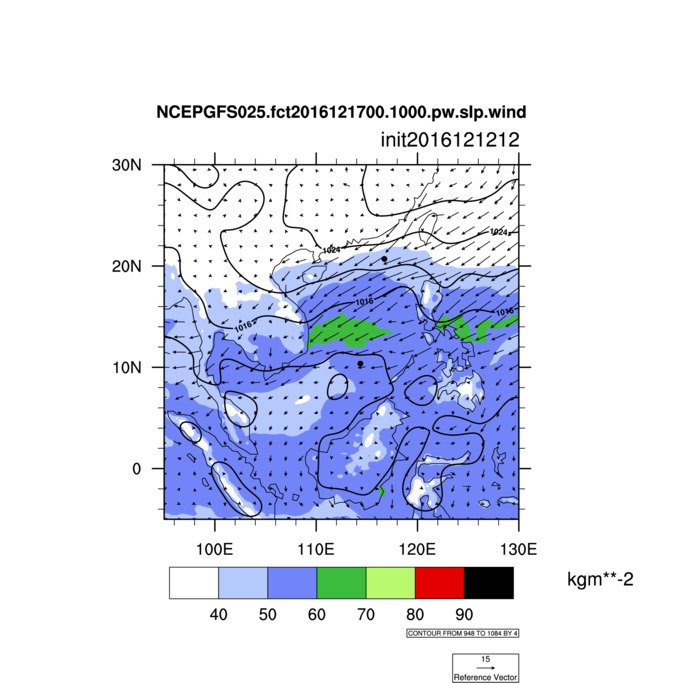 NCEPGFS025.fct2016121700.1000.pw.slp.wind
init2016121212
30N
1024
1024
20N
1016
1016
1016
10N
0
100E 110E 120E 130E
kgm**-2
40 50 60 70 80 90
CONTOUR FROM 948 TO 1084 BY 4
15
Reference Vector